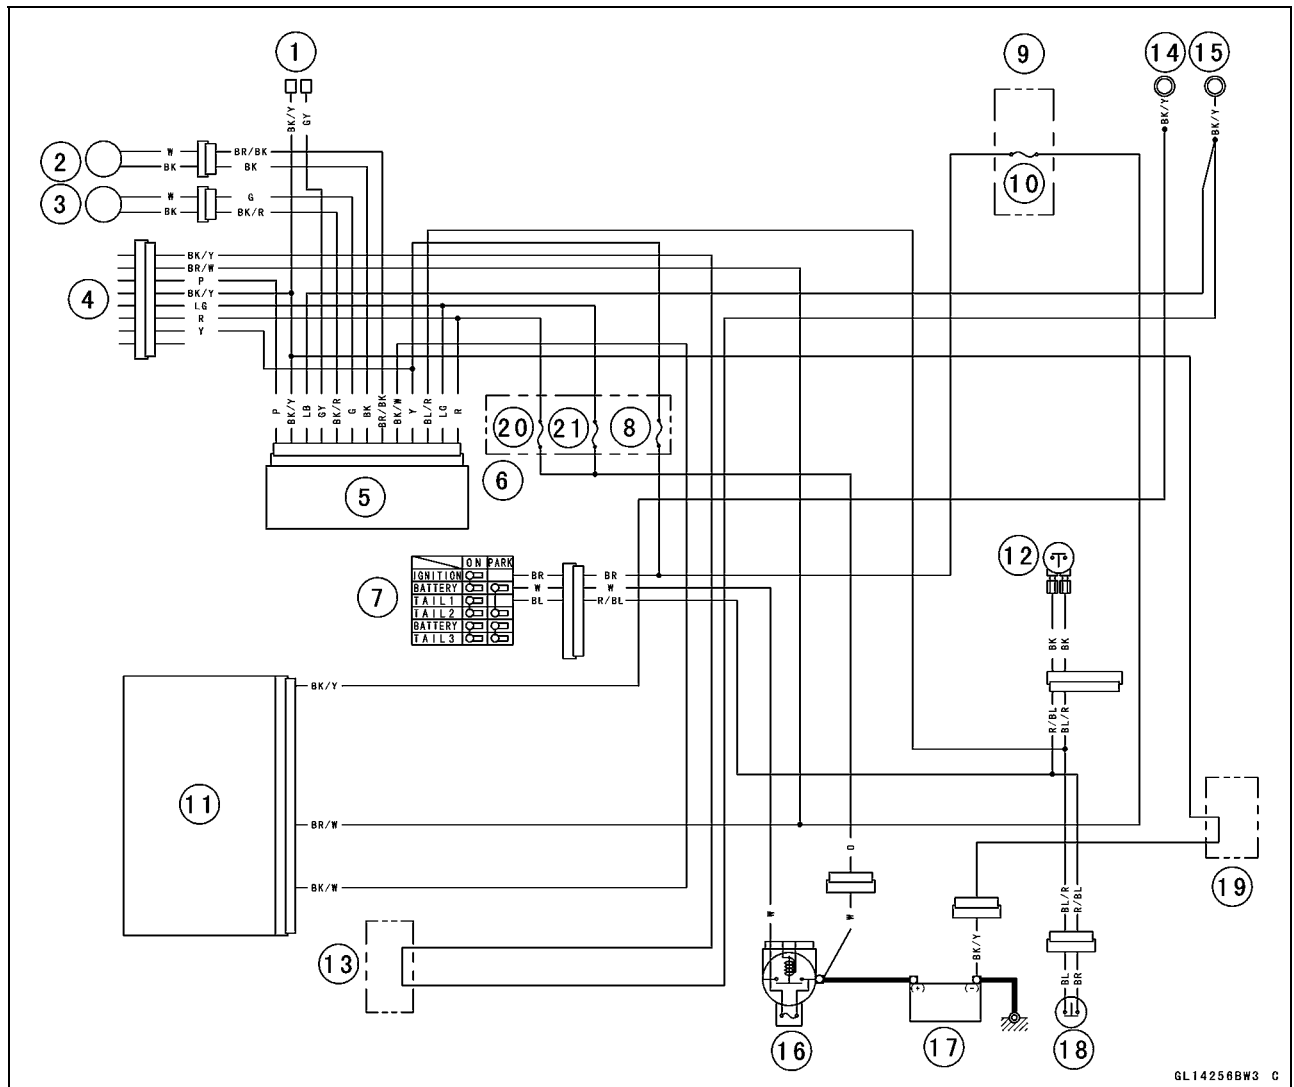 1
9
14
15
BK/Y
GY
BK/Y
BK/Y
2
W
BK
BR/BK
BK
10
3
W
BK
G
BK/R
4
BK/Y
BR/W
P
BK/Y
LG
R
Y
P
BK/Y
LB
GY
BK/R
G
BK
BR/BK
BK/W
Y
BL/R
LG
R
20
21
8
6
5
7
ON PARK
IGNITION
BATTERY
TAIL1
TAIL2
BATTERY
TAIL3
BR
W
BL
BR
W
R/BL
12
BK
BK
R/BL
BL/R
BK/Y
11
BR/W
BK/W
O
19
W
W
BK/Y
BL/R
R/BL
13
(+)
(-)
BL
BR
16
17
18
GL14256BW3 C